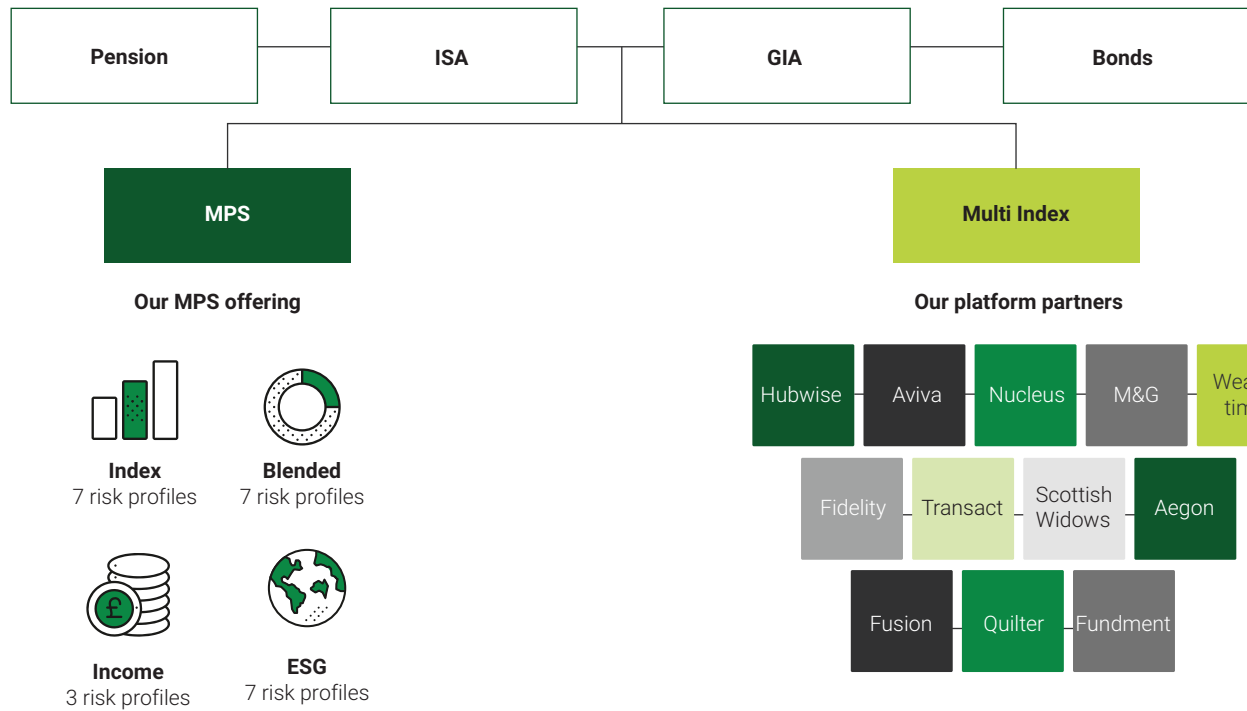 Pension
ISA
GIA
Bonds
MPS
Multi Index
Our MPS offering
Our platform partners
Index
7 risk profiles
Blended
7 risk profiles
£
Income
3 risk profiles
ESG
7 risk profiles
Hubwise
Aviva
Nucleus
M&G
Fidelity
Transact
Scottish
Widows
Aegon
Fusion
Quilter
Fundment